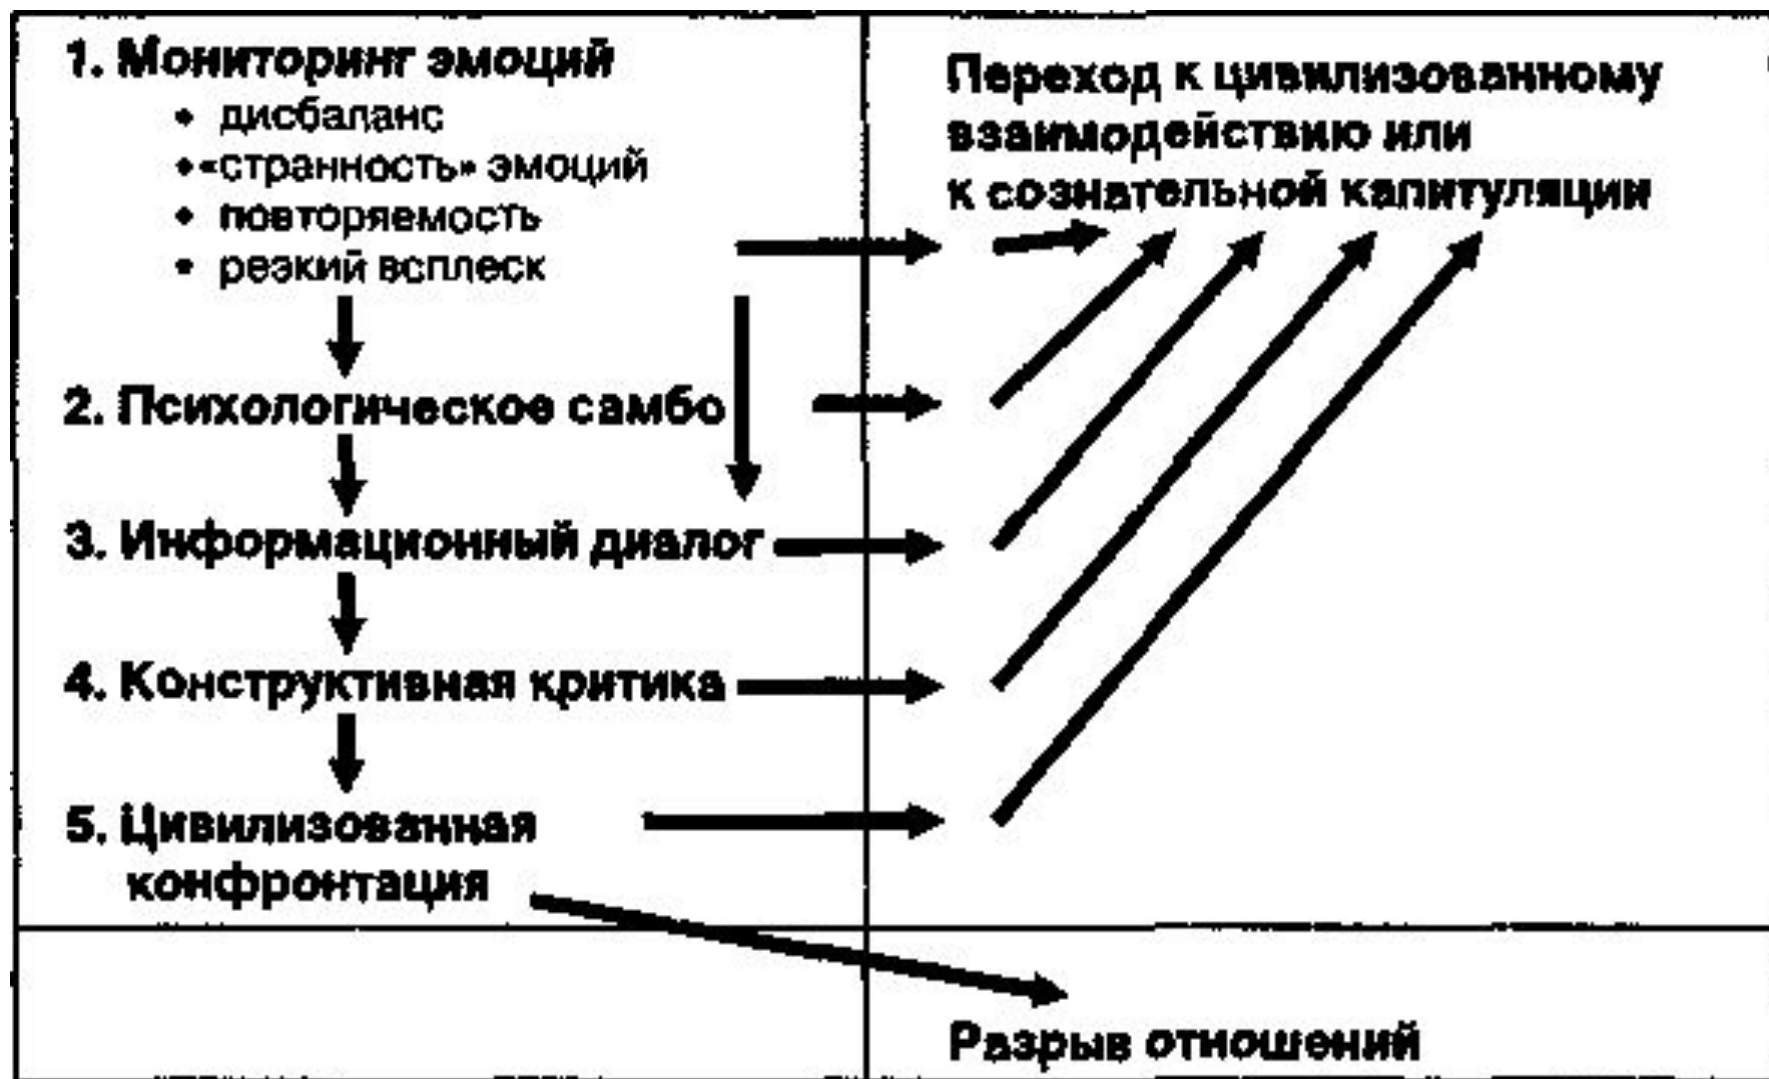 1. Мониторинг эмоций
• дисбаланс
• «странность» эмоций
• повторяемость
• резкий всплеск
2. Психологическое самбо
3. Информационный диалог
4. Конструктивная критика
5. Цивилизованная
конфронтация
Переход к цивилизованному
взаимодействию или
к сознательной капитуляции
Разрыв отношений